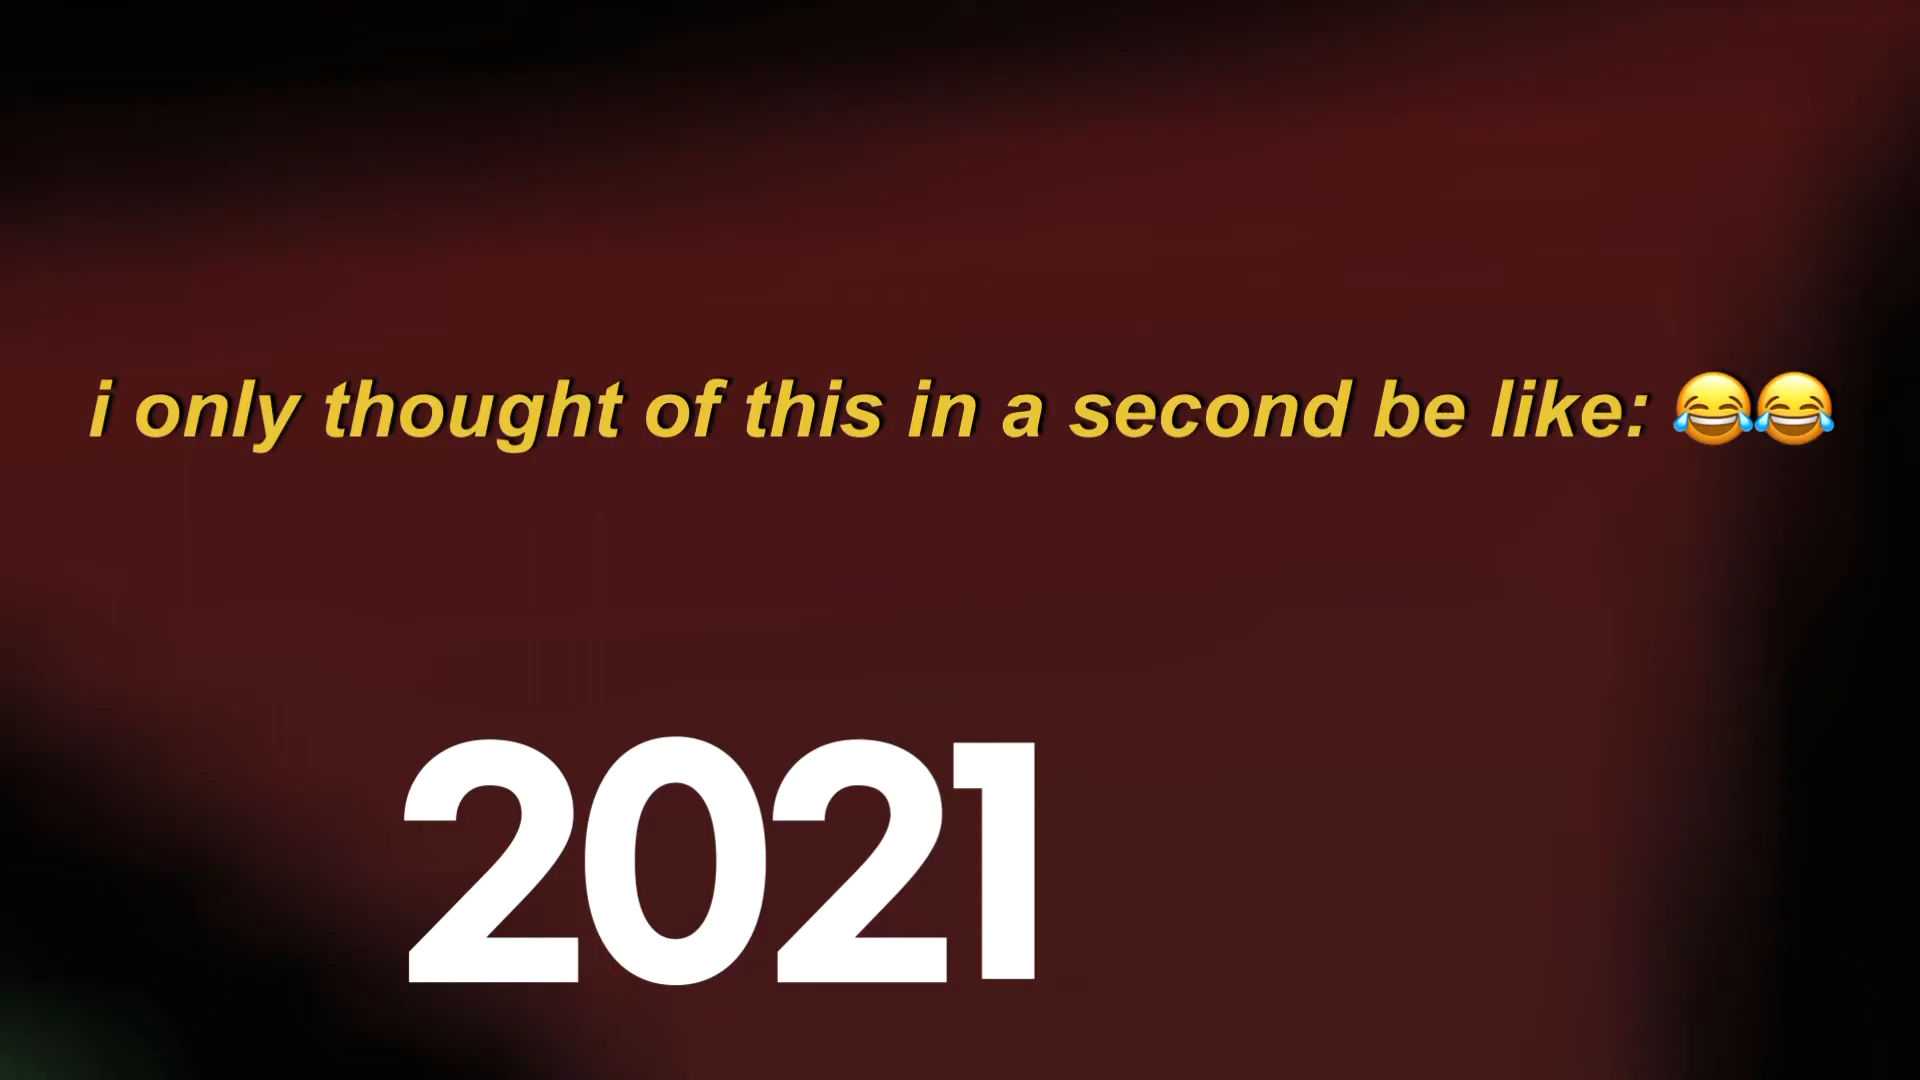 i only thought of this in a second be like: 😂😂
2021